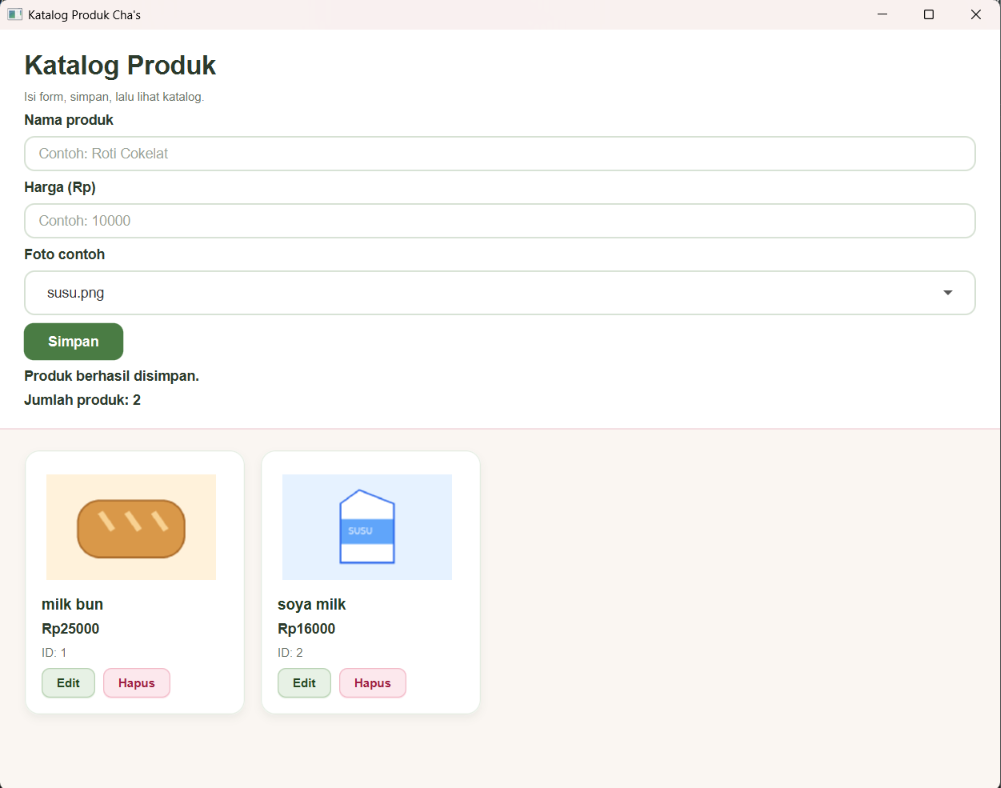 Katalog Produk Cha's
Katalog Produk
Isi form, simpan, lalu lihat katalog.
Nama produk
Contoh: Roti Cokelat
Harga (Rp)
Contoh: 10000
Foto contoh
susu.png
Simpan
Produk berhasil disimpan.
Jumlah produk: 2
SUSU
milk bun
Rp25000
ID: 1
Edit Hapus
soya milk
Rp16000
ID: 2
Edit Hapus